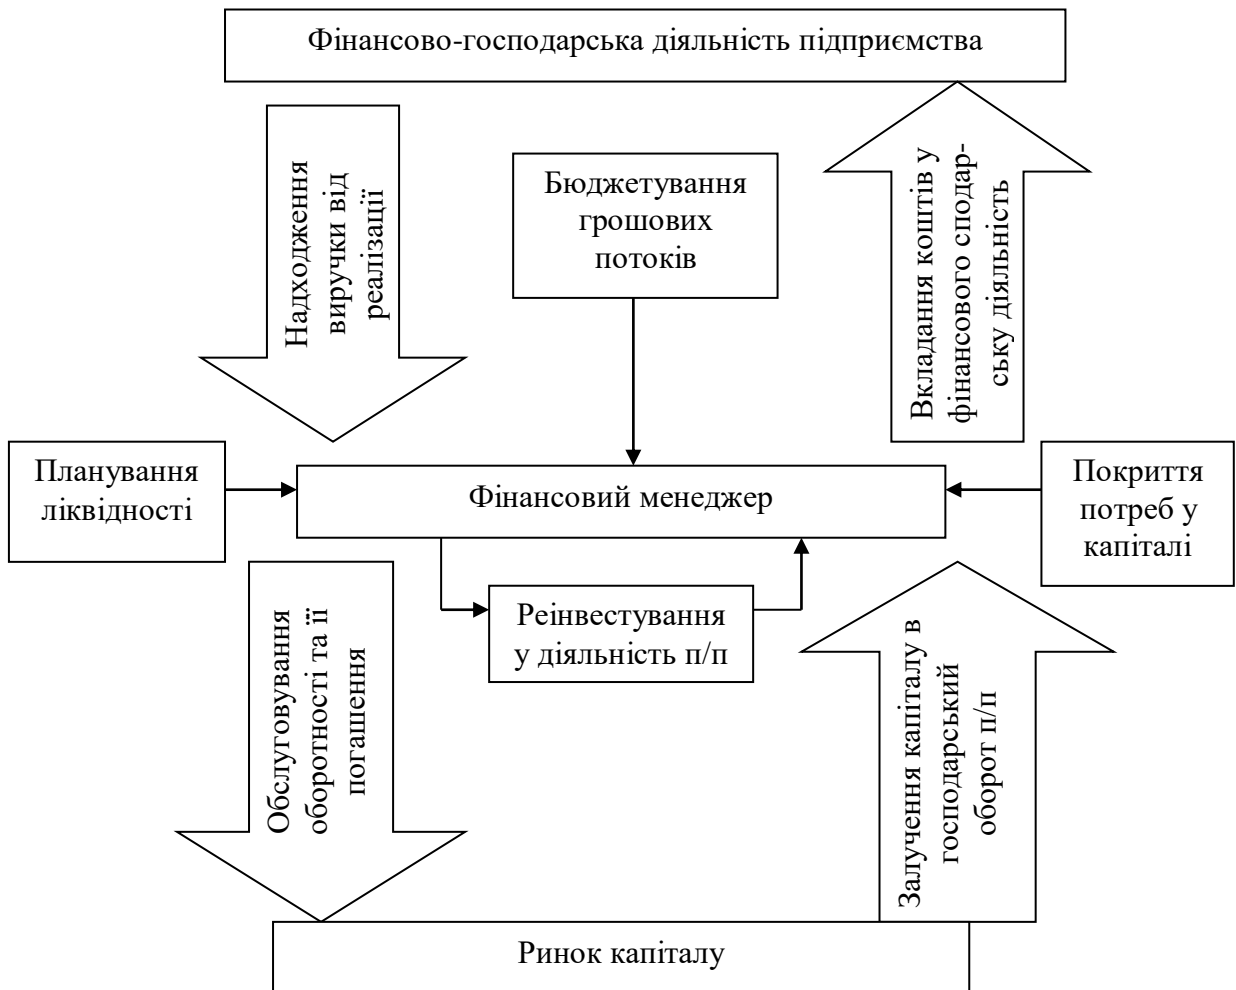 Фінансово-господарська діяльність підприємства
Надходження
виручки від
реалізації
Бюджетування
грошових
потоків
Вкладання коштів у
фінансового сподар-
ську діяльність
Планування
ліквідності
Фінансовий менеджер
Покриття
потреб у
капіталі
Реінвестування
у діяльність п/п
Обслуговування
оборотності та її
погашення
Залучення капіталу в
господарський
оборот п/п
Ринок капіталу